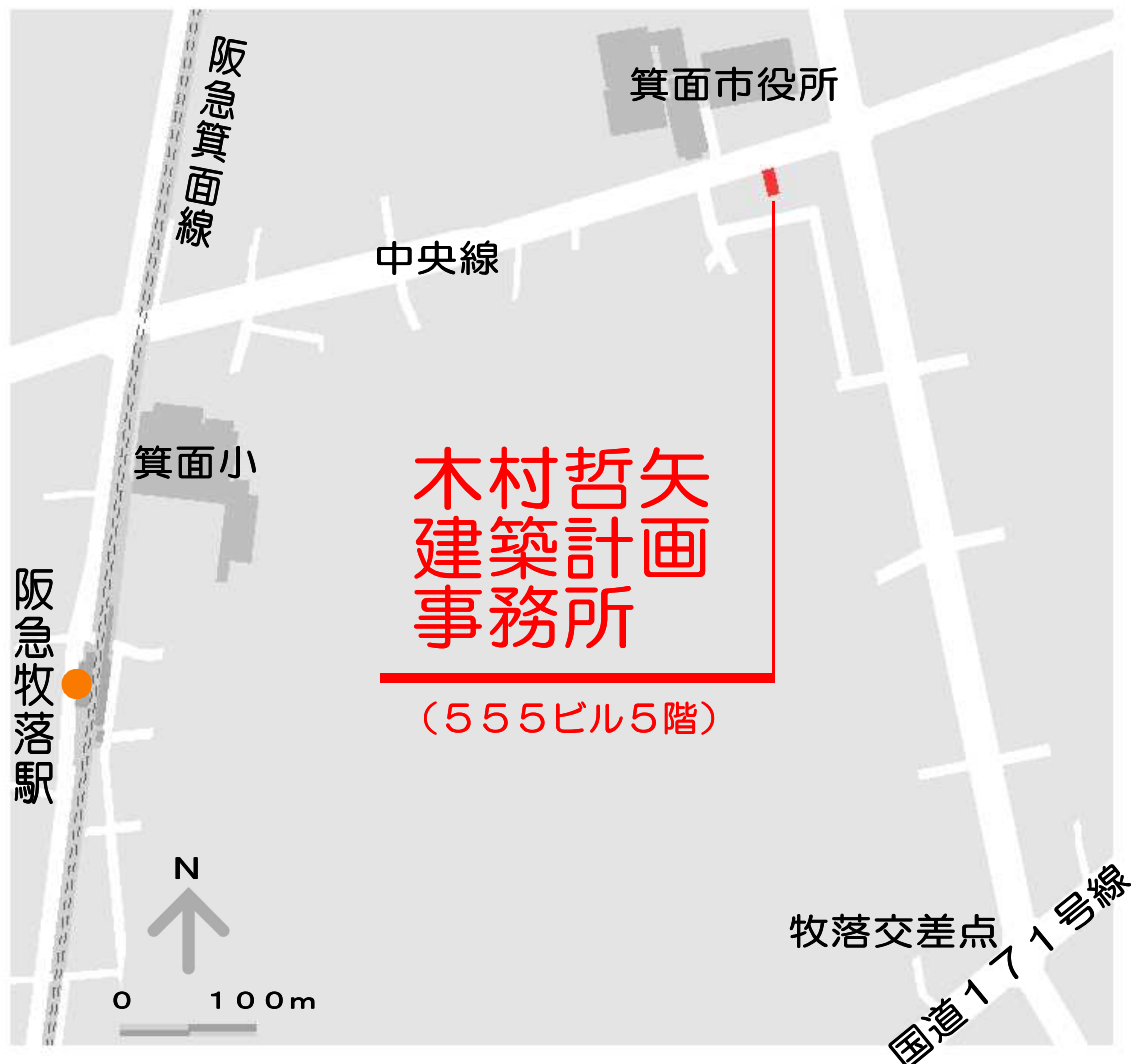 阪急箕面線
箕面市役所
中央線
箕面小
木村哲矢
建築計画
事務所
（５５５ビル５階）
阪急牧落駅
N
０　１００m
牧落交差点
国道１７１号線